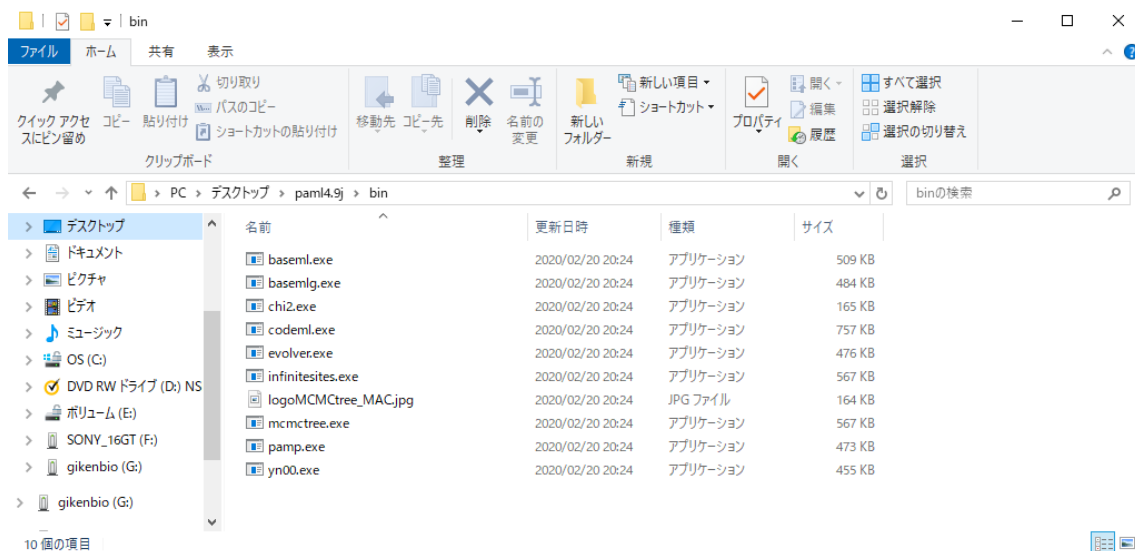 bin
ファイル ホーム 共有 表示
クイック アクセスにピン留め
コピー
貼り付け
切り取り
パスのコピー
ショートカットの貼り付け
クリップボード
移動先
コピー先
削除
名前の変更
整理
新しいフォルダー
新しい項目
ショートカット
新規
プロパティ
開く
編集
履歴
開く
すべて選択
選択解除
選択の切り替え
選択
PC > デスクトップ > paml4.9j > bin
binの検索
デスクトップ
ドキュメント
ピクチャ
ビデオ
ミュージック
OS (C:)
DVD RW ドライブ (D:) NS
ボリューム (E:)
SONY_16GT (F:)
gikenbio (G:)
gikenbio (G:)
名前 更新日時 種類 サイズ
baseml.exe 2020/02/20 20:24 アプリケーション 509 KB
basemlg.exe 2020/02/20 20:24 アプリケーション 484 KB
chi2.exe 2020/02/20 20:24 アプリケーション 165 KB
codeml.exe 2020/02/20 20:24 アプリケーション 757 KB
evolver.exe 2020/02/20 20:24 アプリケーション 476 KB
infinitesites.exe 2020/02/20 20:24 アプリケーション 567 KB
logoMCMCtree_MAC.jpg 2020/02/20 20:24 JPG ファイル 164 KB
mcmctree.exe 2020/02/20 20:24 アプリケーション 567 KB
pamp.exe 2020/02/20 20:24 アプリケーション 473 KB
yn00.exe 2020/02/20 20:24 アプリケーション 455 KB
10 個の項目